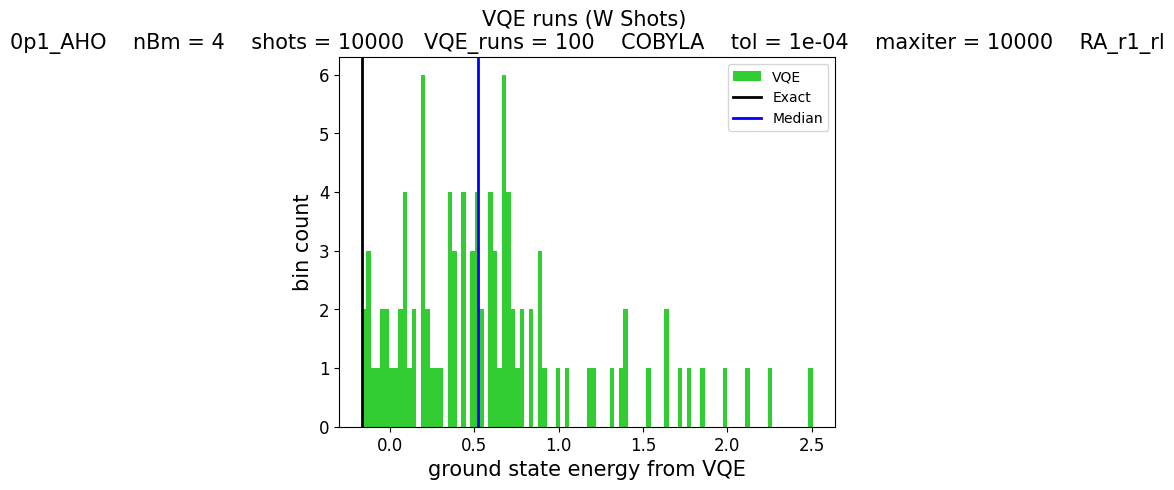 VQE runs (W Shots)
0p1_AHO nBm = 4 shots = 10000 VQE_runs = 100 COBYLA tol = 1e-04 maxiter = 10000 RA_r1_rl
VQE
Exact
Median
6
5
4
3
2
1
0
bin count
0.0 0.5 1.0 1.5 2.0 2.5
ground state energy from VQE